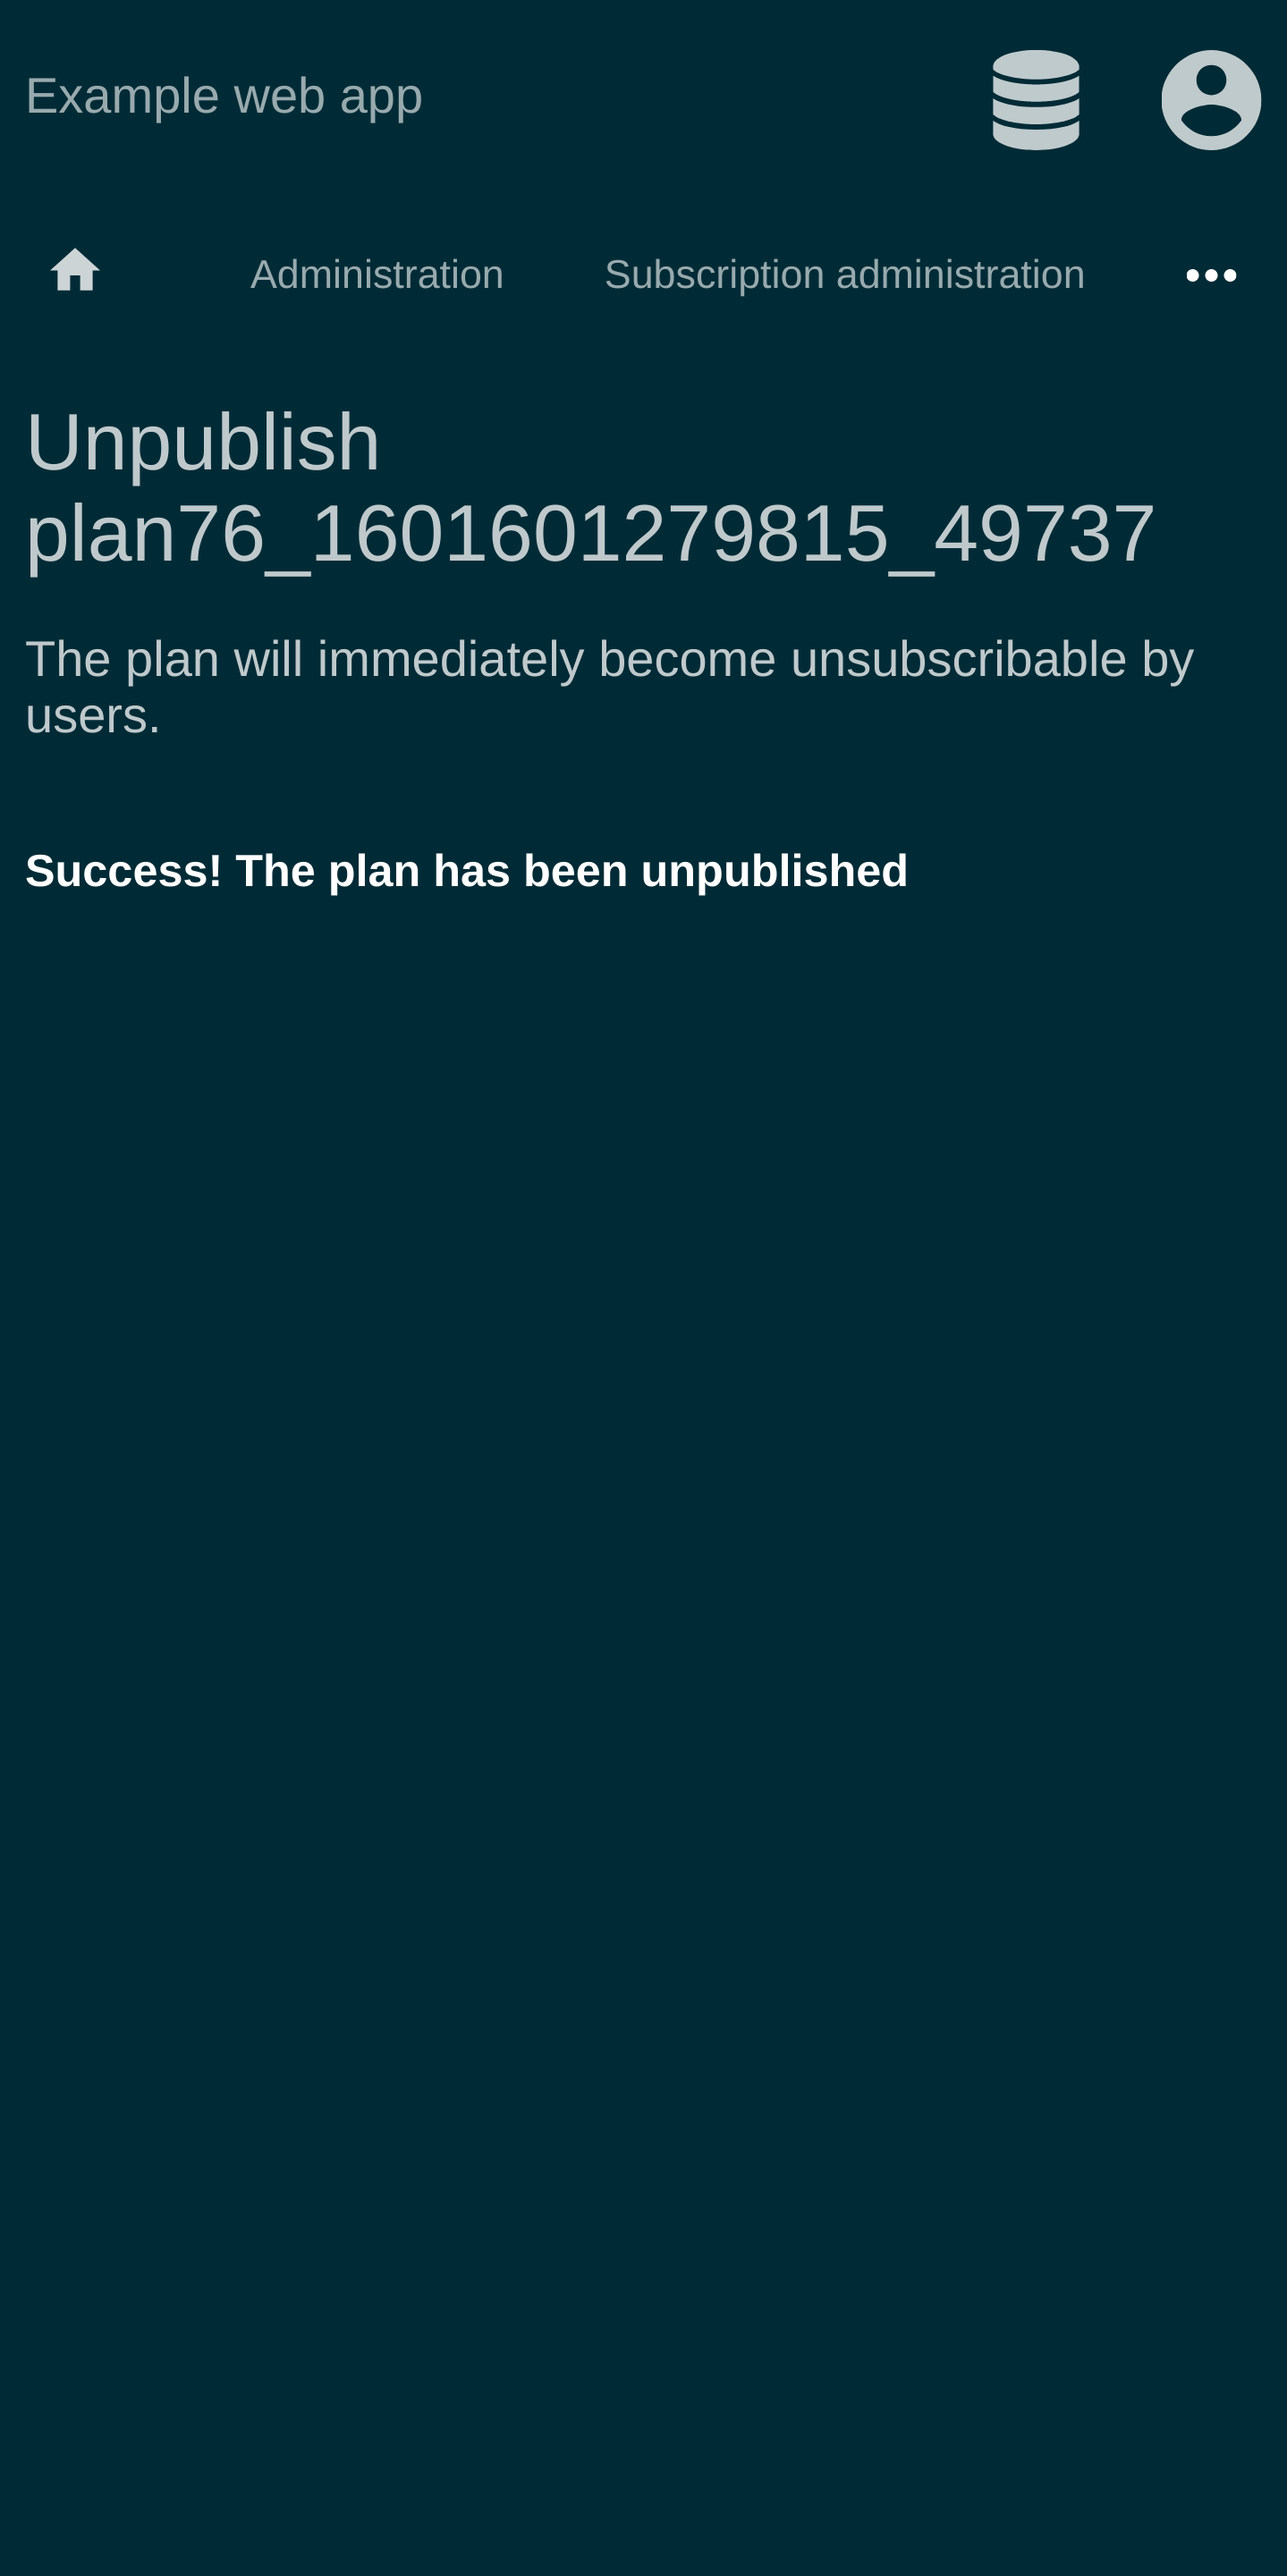 Example web app
Administration Subscription administration
Unpublish
plan76_1601601279815_49737
The plan will immediately become unsubscribable by
users.
Success! The plan has been unpublished